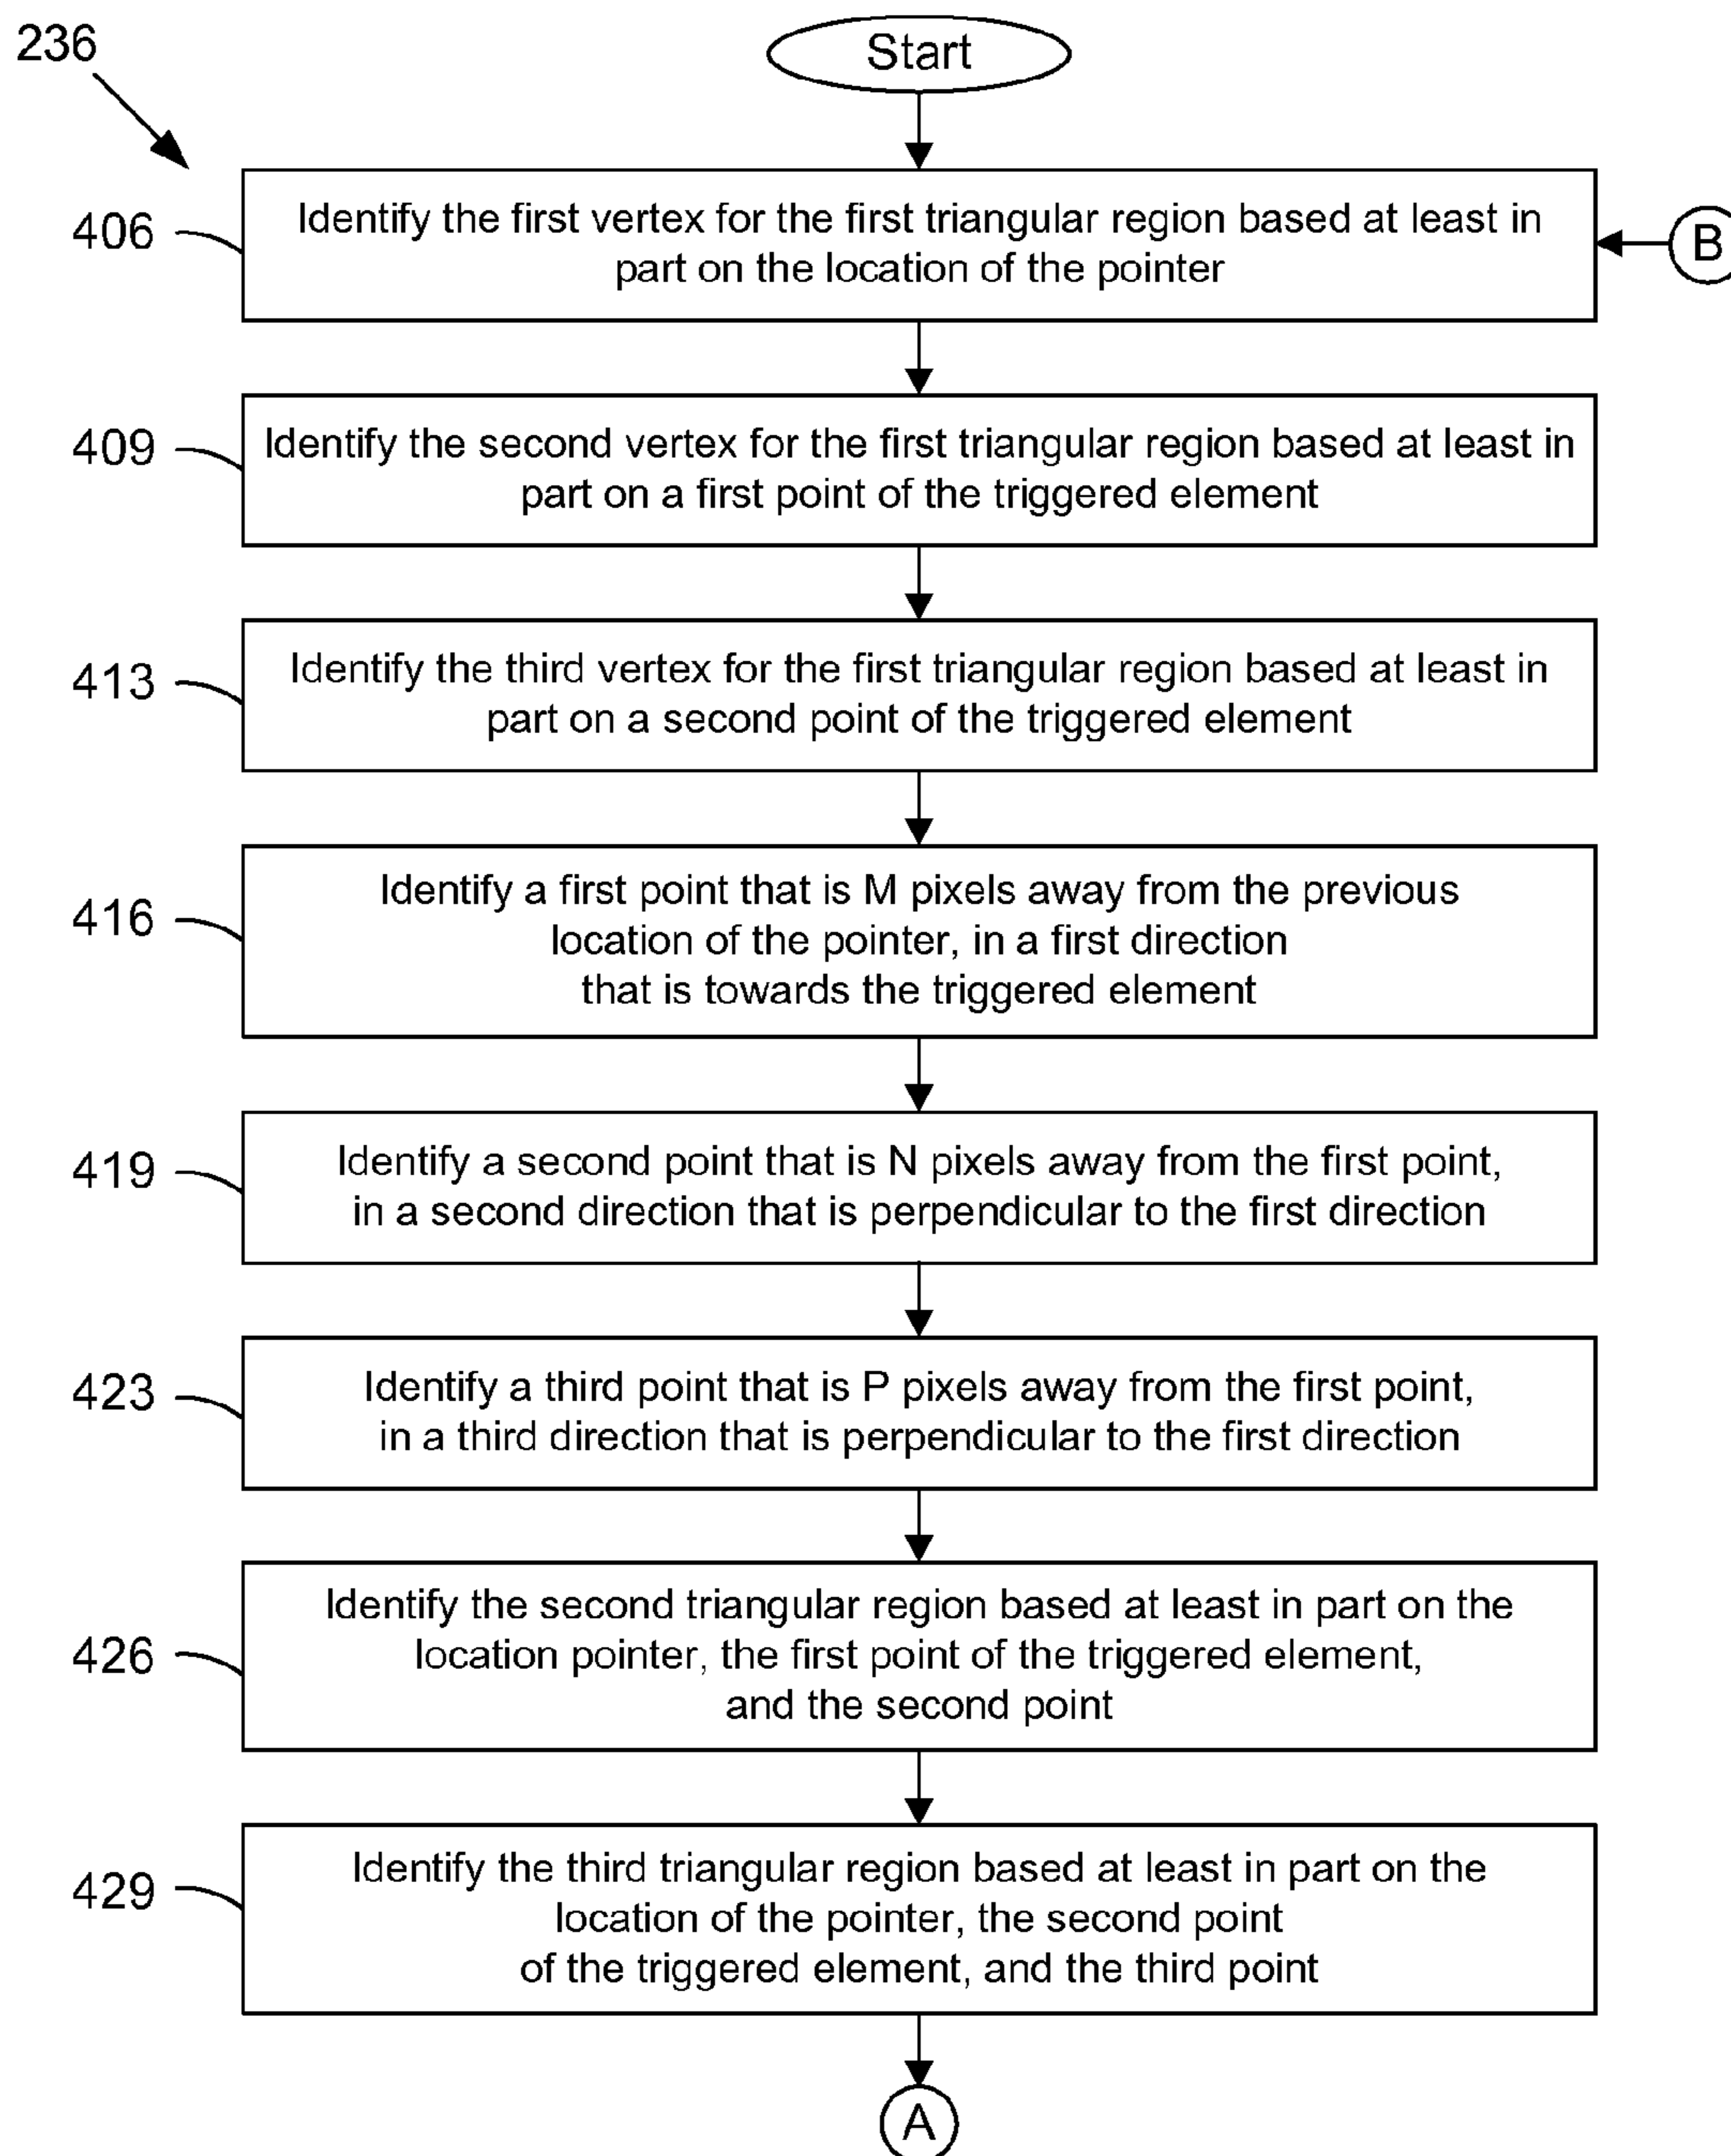 236
Start
406
Identify the first vertex for the first triangular region based at least in
part on the location of the pointer
B
409
Identify the second vertex for the first triangular region based at least in
part on a first point of the triggered element
413
Identify the third vertex for the first triangular region based at least in
part on a second point of the triggered element
416
Identify a first point that is M pixels away from the previous
location of the pointer, in a first direction
that is towards the triggered element
419
Identify a second point that is N pixels away from the first point,
in a second direction that is perpendicular to the first direction
423
Identify a third point that is P pixels away from the first point,
in a third direction that is perpendicular to the first direction
426
Identify the second triangular region based at least in part on the
location pointer, the first point of the triggered element,
and the second point
429
Identify the third triangular region based at least in part on the
location of the pointer, the second point
of the triggered element, and the third point
A